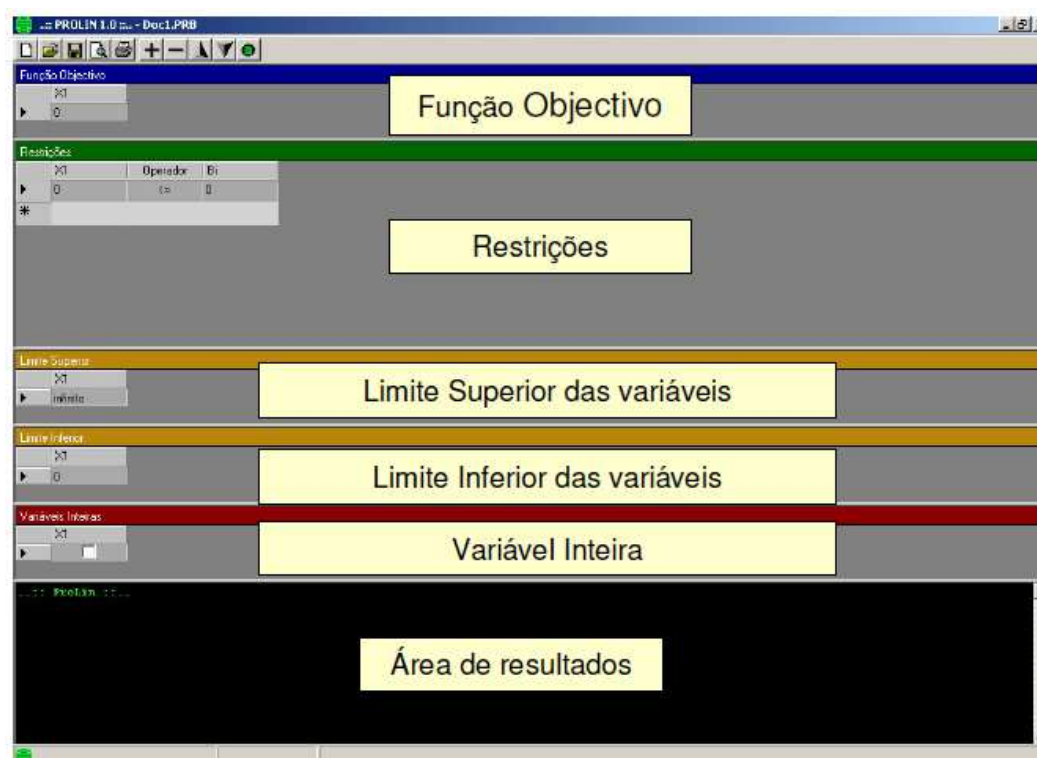 ..:: PROLIN 1.0 ::.. - Doc1.PRB
Função Objectivo
X1
0
Função Objectivo
Restrições
X1 Operador Bi
0 <= 0
Restrições
Limite Superior
X1
infinito
Limite Superior das variáveis
Limite Inferior
X1
0
Limite Inferior das variáveis
Variáveis Inteiras
X1
Variável Inteira
..:: Prolin ::..
Área de resultados